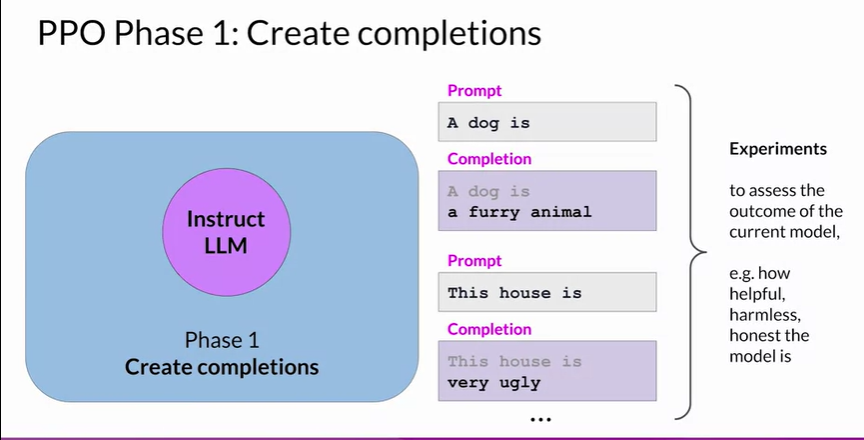 PPO Phase 1: Create completions
Instruct
LLM
Phase 1
Create completions
Prompt
A dog is
Completion
A dog is
a furry animal
Prompt
This house is
Completion
This house is
very ugly
...
Experiments
to assess the
outcome of the
current model,
e.g. how
helpful,
harmless,
honest the
model is